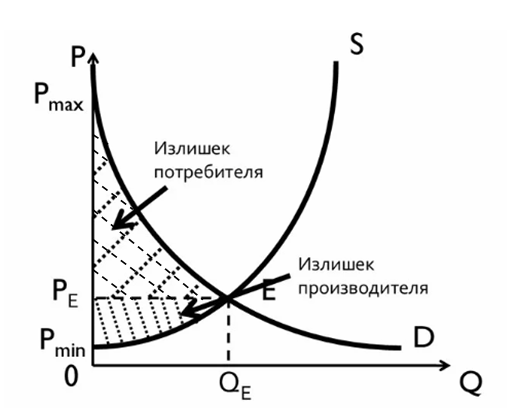 S
P
Pmax
Излишек
потребителя
Излишек
производителя
E
PE
Pmin
D
0
QE
Q